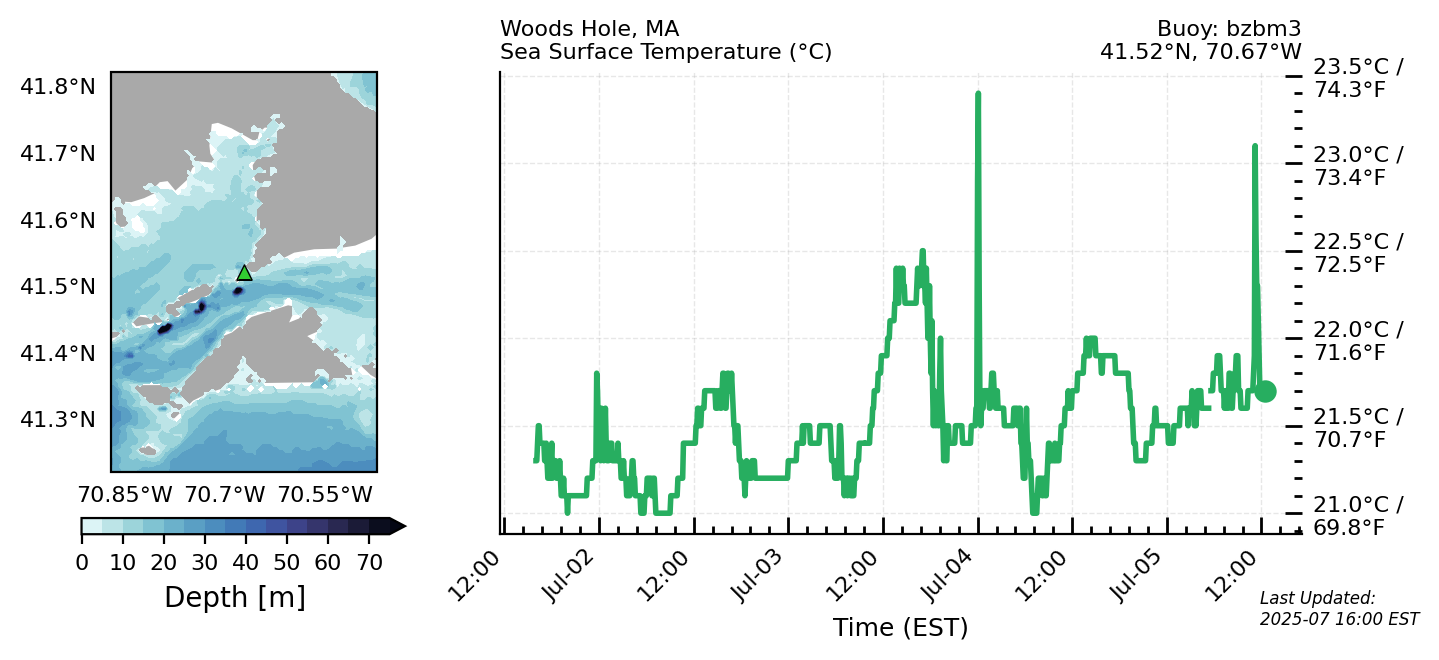 Woods Hole, MA
Sea Surface Temperature (°C)
Buoy: bzbm3
41.52°N, 70.67°W
41.8°N
41.7°N
41.6°N
41.5°N
41.4°N
41.3°N
70.85°W 70.7°W 70.55°W
0 10 20 30 40 50 60 70
Depth [m]
23.5°C /
74.3°F
23.0°C /
73.4°F
22.5°C /
72.5°F
22.0°C /
71.6°F
21.5°C /
70.7°F
21.0°C /
69.8°F
12:00 Jul-02 12:00 Jul-03 12:00 Jul-04 12:00 Jul-05 12:00
Time (EST)
Last Updated:
2025-07 16:00 EST